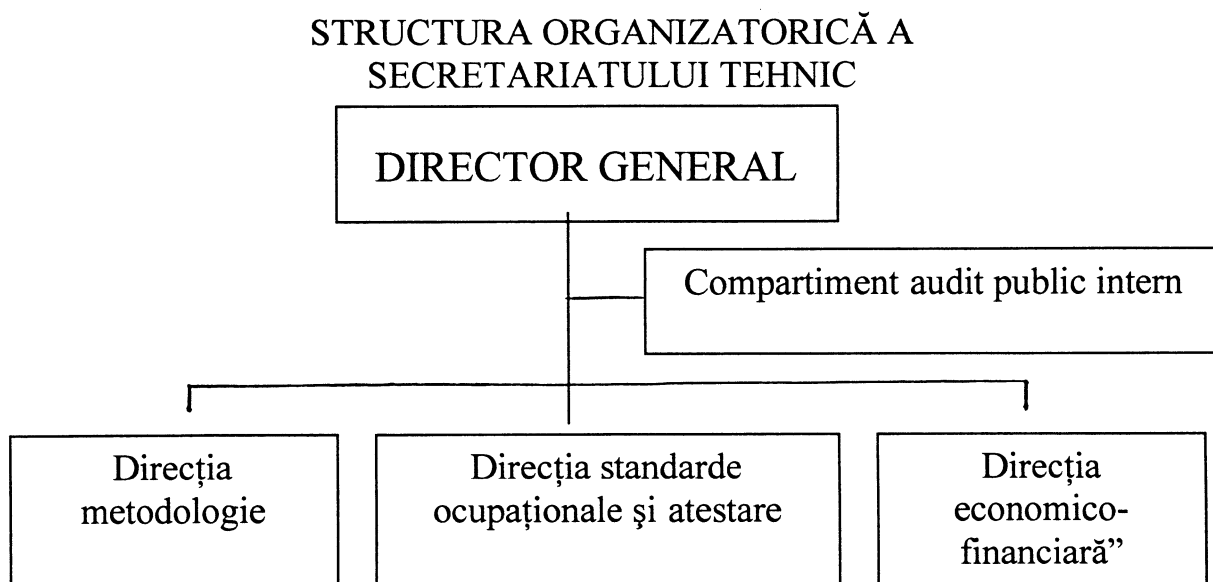 STRUCTURA ORGANIZATORICĂ A
SECRETARIATULUI TEHNIC
DIRECTOR GENERAL
Compartiment audit public intern
Direcția
metodologie
Direcția standarde
ocupaționale şi atestare
Direcția
economico-
financiară”